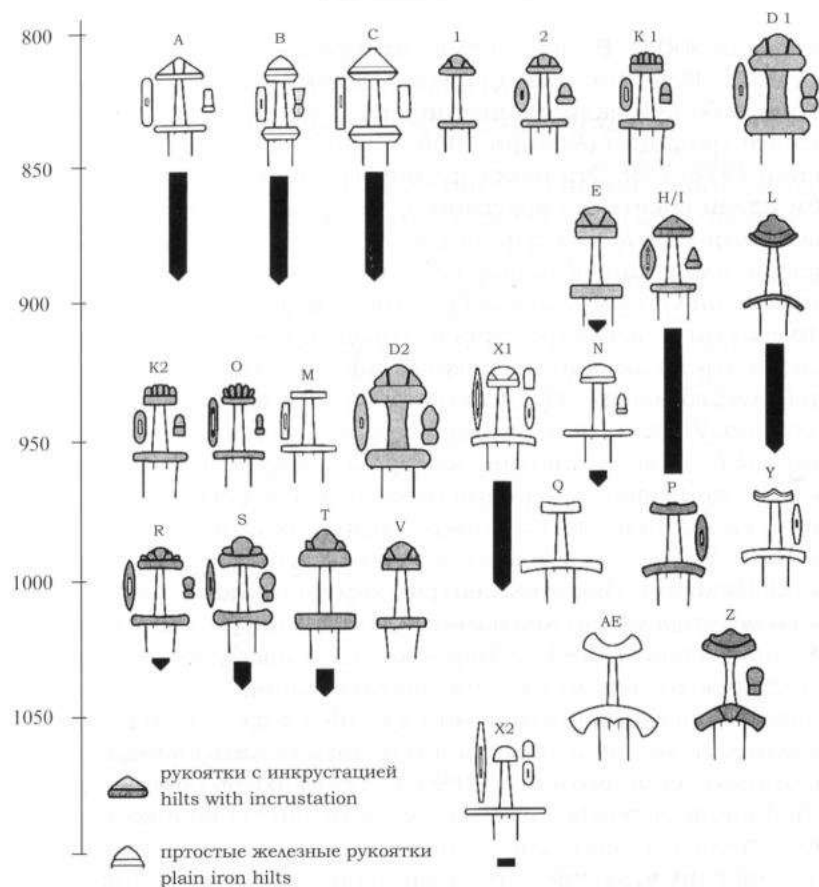 800
A
B
C
1
2
K 1
D 1
850
E
H/I
L
900
K2
O
M
D2
X1
N
950
Q
P
Y
R
S
T
V
1000
AE
Z
1050
X2
рукоятки с инкрустацией
hilts with incrustation
пртостые железные рукоятки
plain iron hilts